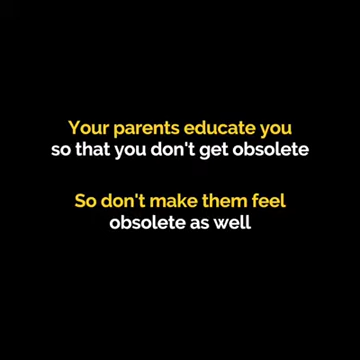 Your parents educate you
so that you don't get obsolete
So don't make them feel
obsolete as well